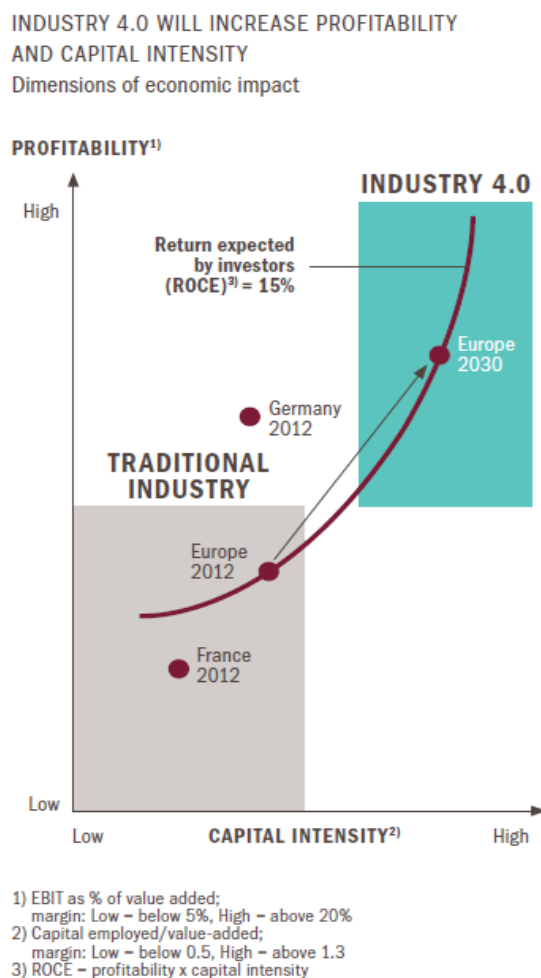 INDUSTRY 4.0 WILL INCREASE PROFITABILITY
AND CAPITAL INTENSITY
Dimensions of economic impact
PROFITABILITY1)
INDUSTRY 4.0
High
Return expected
by investors
(ROCE)3) = 15%
Europe
2030
Germany
2012
TRADITIONAL
INDUSTRY
Europe
2012
France
2012
Low
Low
CAPITAL INTENSITY2)
High
1) EBIT as % of value added;
margin: Low – below 5%, High – above 20%
2) Capital employed/value-added;
margin: Low – below 0.5, High – above 1.3
3) ROCE – profitability x capital intensity